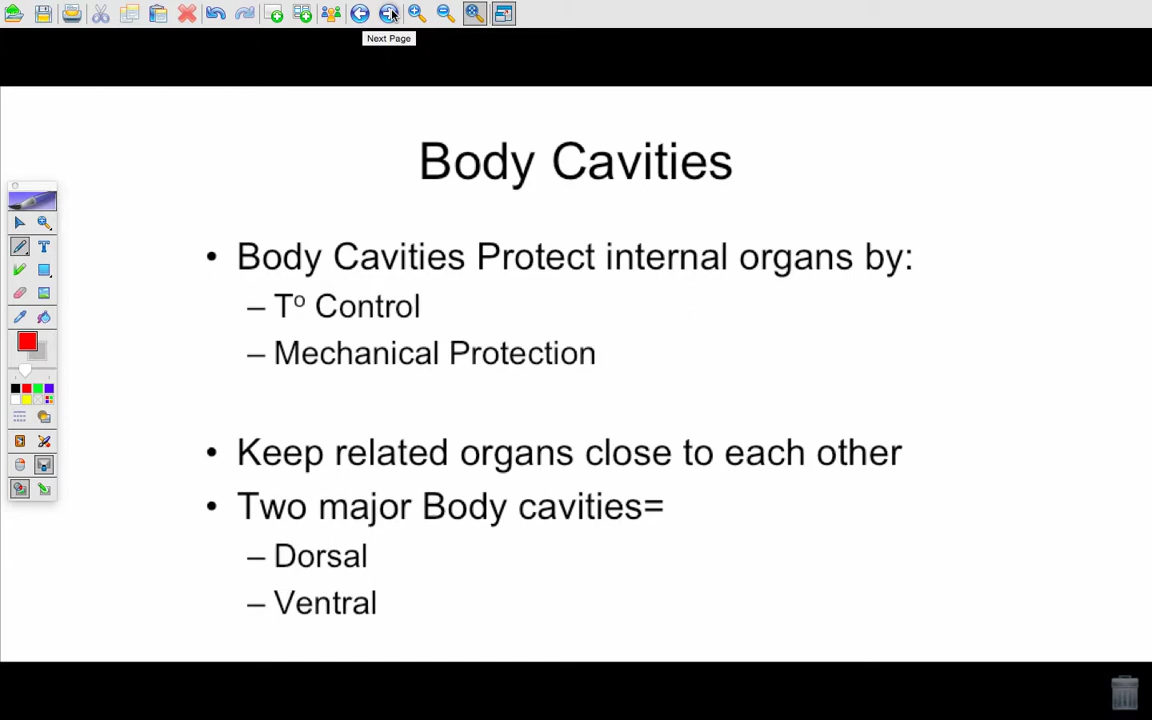 Next Page
Body Cavities
• Body Cavities Protect internal organs by:
– Tº Control
– Mechanical Protection
• Keep related organs close to each other
• Two major Body cavities=
– Dorsal
– Ventral